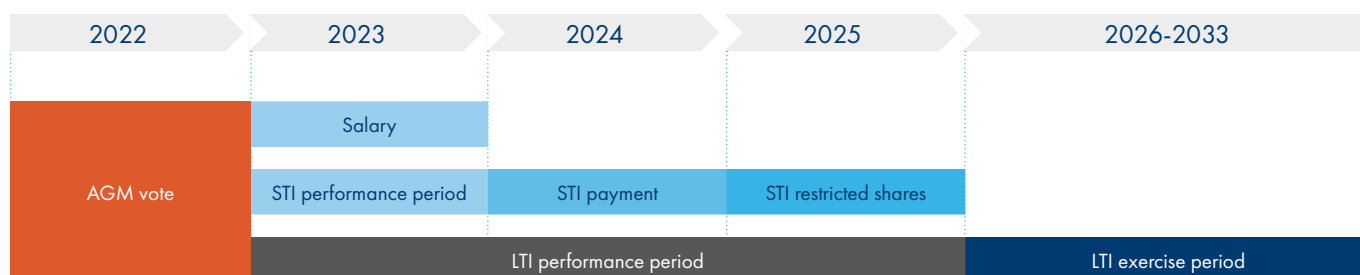 2022
2023
2024
2025
2026-2033
Salary
AGM vote
STI performance period
STI payment
STI restricted shares
LTI performance period
LTI exercise period